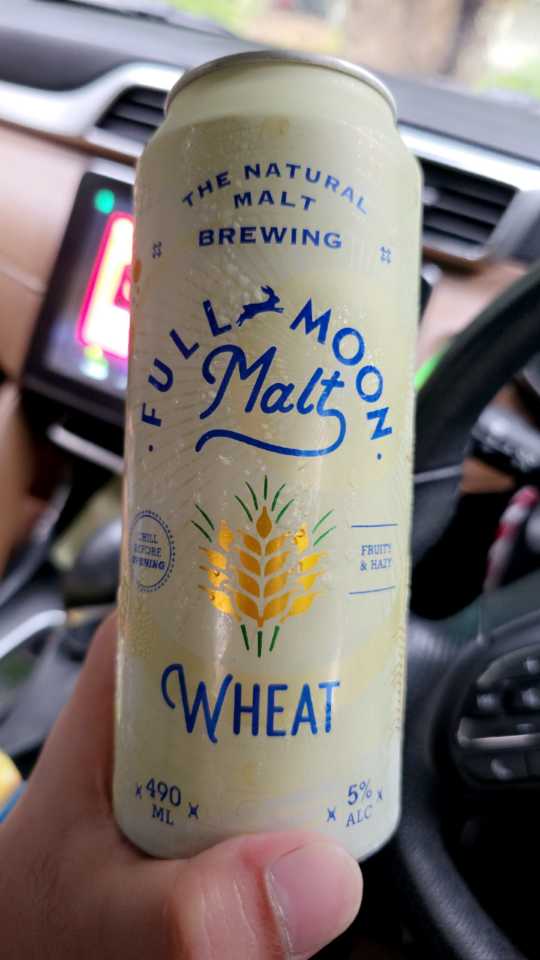 THE NATURAL
MALT
BREWING
FULL MOON
Malt
CHILL
BEFORE
OPENING
FRUITY
& HAZY
WHEAT
490
ML
5%
ALC